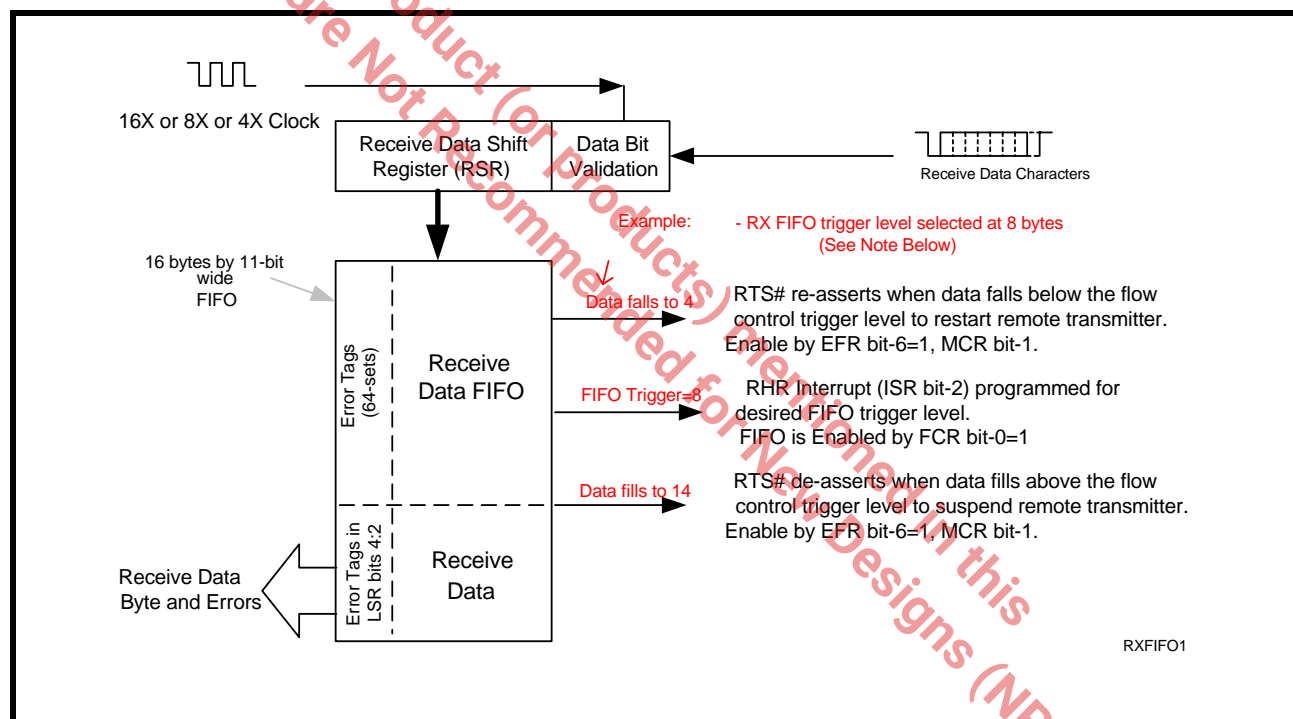 16X or 8X or 4X Clock
Receive Data Shift
Register (RSR)
Data Bit
Validation
Receive Data Characters
Example:
- RX FIFO trigger level selected at 8 bytes
(See Note Below)
16 bytes by 11-bit
wide
FIFO
Data falls to 4
RTS# re-asserts when data falls below the flow
control trigger level to restart remote transmitter.
Enable by EFR bit-6=1, MCR bit-1.
Error Tags
(64-sets)
Receive
Data FIFO
FIFO Trigger=8
RHR Interrupt (ISR bit-2) programmed for
desired FIFO trigger level.
FIFO is Enabled by FCR bit-0=1
Data fills to 14
RTS# de-asserts when data fills above the flow
control trigger level to suspend remote transmitter.
Enable by EFR bit-6=1, MCR bit-1.
Error Tags in
LSR bits 4:2
Receive
Data
Receive Data
Byte and Errors
RXFIFO1
product (or products) mentioned in this
are Not Recommended for New Designs